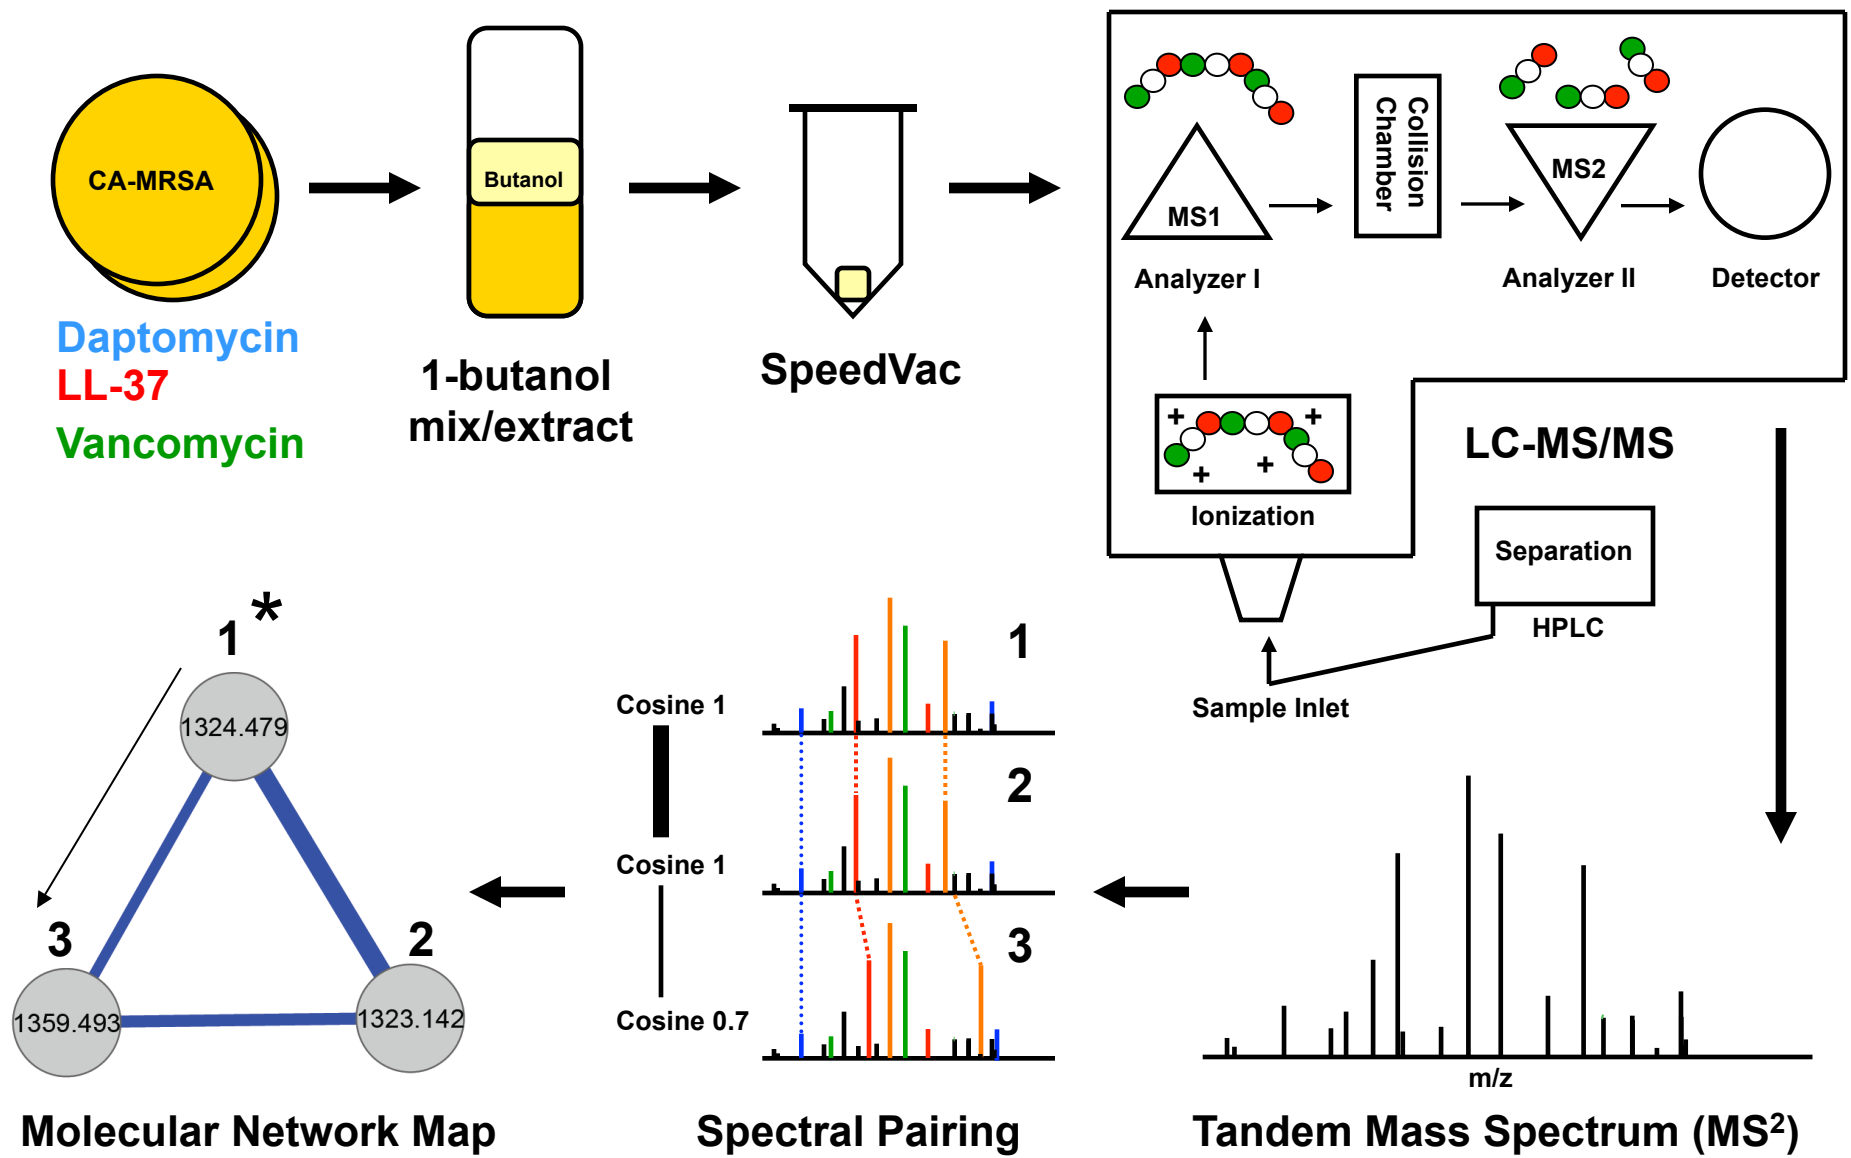 CA-MRSA
Daptomycin
LL-37
Vancomycin
Butanol
1-butanol
mix/extract
SpeedVac
MS1
Analyzer I
Collision
Chamber
MS2
Analyzer II
Detector
+ +
+ +
Ionization
LC-MS/MS
Separation
HPLC
Sample Inlet
m/z
Tandem Mass Spectrum (MS²)
1
Cosine 1
2
Cosine 1
3
Cosine 0.7
Spectral Pairing
1*
1324.479
3
2
1359.493
1323.142
Molecular Network Map